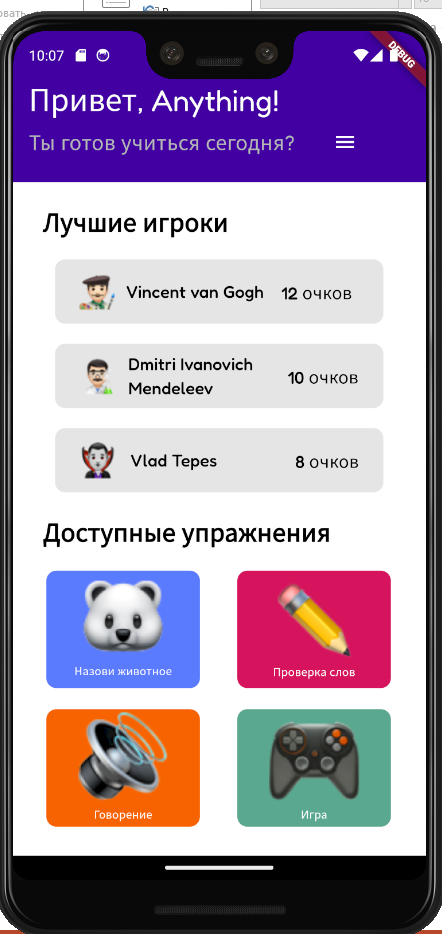 овать.
10:07
DEBUG
Привет, Anything!
Ты готов учиться сегодня?
Лучшие игроки
Vincent van Gogh 12 очков
Dmitri Ivanovich
Mendeleev
10 очков
Vlad Tepes 8 очков
Доступные упражнения
Назови животное
Проверка слов
Говорение
Игра